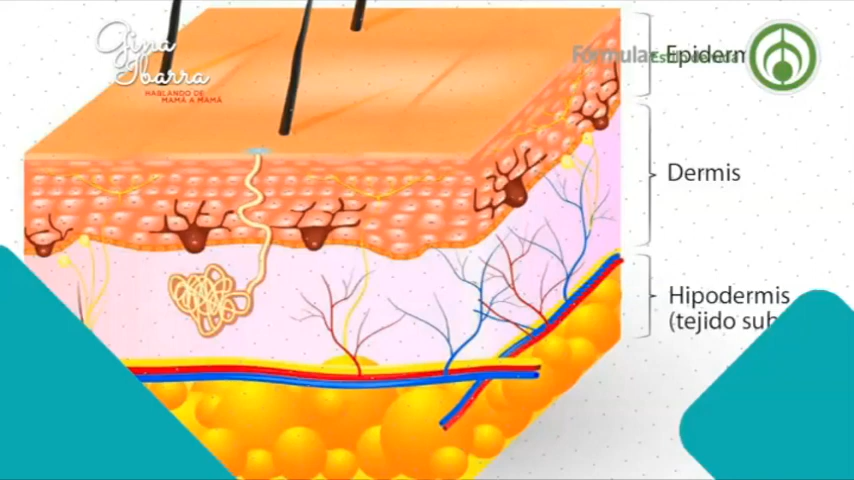 Gina
Ibarra
HABLANDO DE
MAMÁ A MAMÁ
Fórmula
Epiderm
Dermis
Hipodermis
(tejido sub